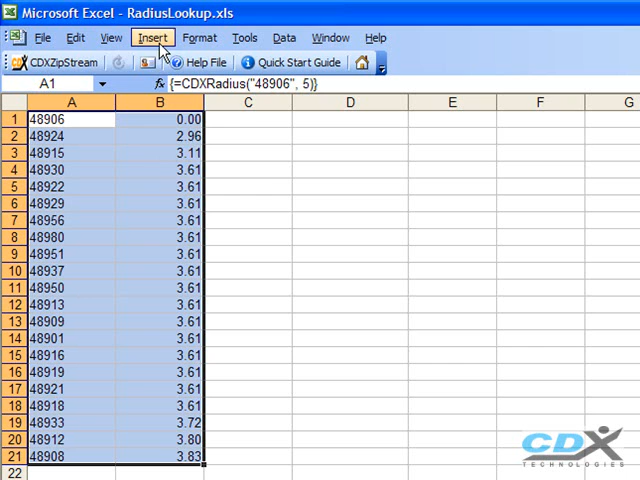 Microsoft Excel - RadiusLookup.xls
File Edit View Insert Format Tools Data Window Help
CDXZipStream ? Help File i Quick Start Guide
A1 fx {=CDXRadius("48906", 5)}
A B C D E F G
1 48906 0.00
2 48924 2.96
3 48915 3.11
4 48930 3.61
5 48922 3.61
6 48929 3.61
7 48956 3.61
8 48980 3.61
9 48951 3.61
10 48937 3.61
11 48950 3.61
12 48913 3.61
13 48909 3.61
14 48901 3.61
15 48916 3.61
16 48919 3.61
17 48921 3.61
18 48918 3.61
19 48933 3.72
20 48912 3.80
21 48908 3.83
22
CDX
TECHNOLOGIES